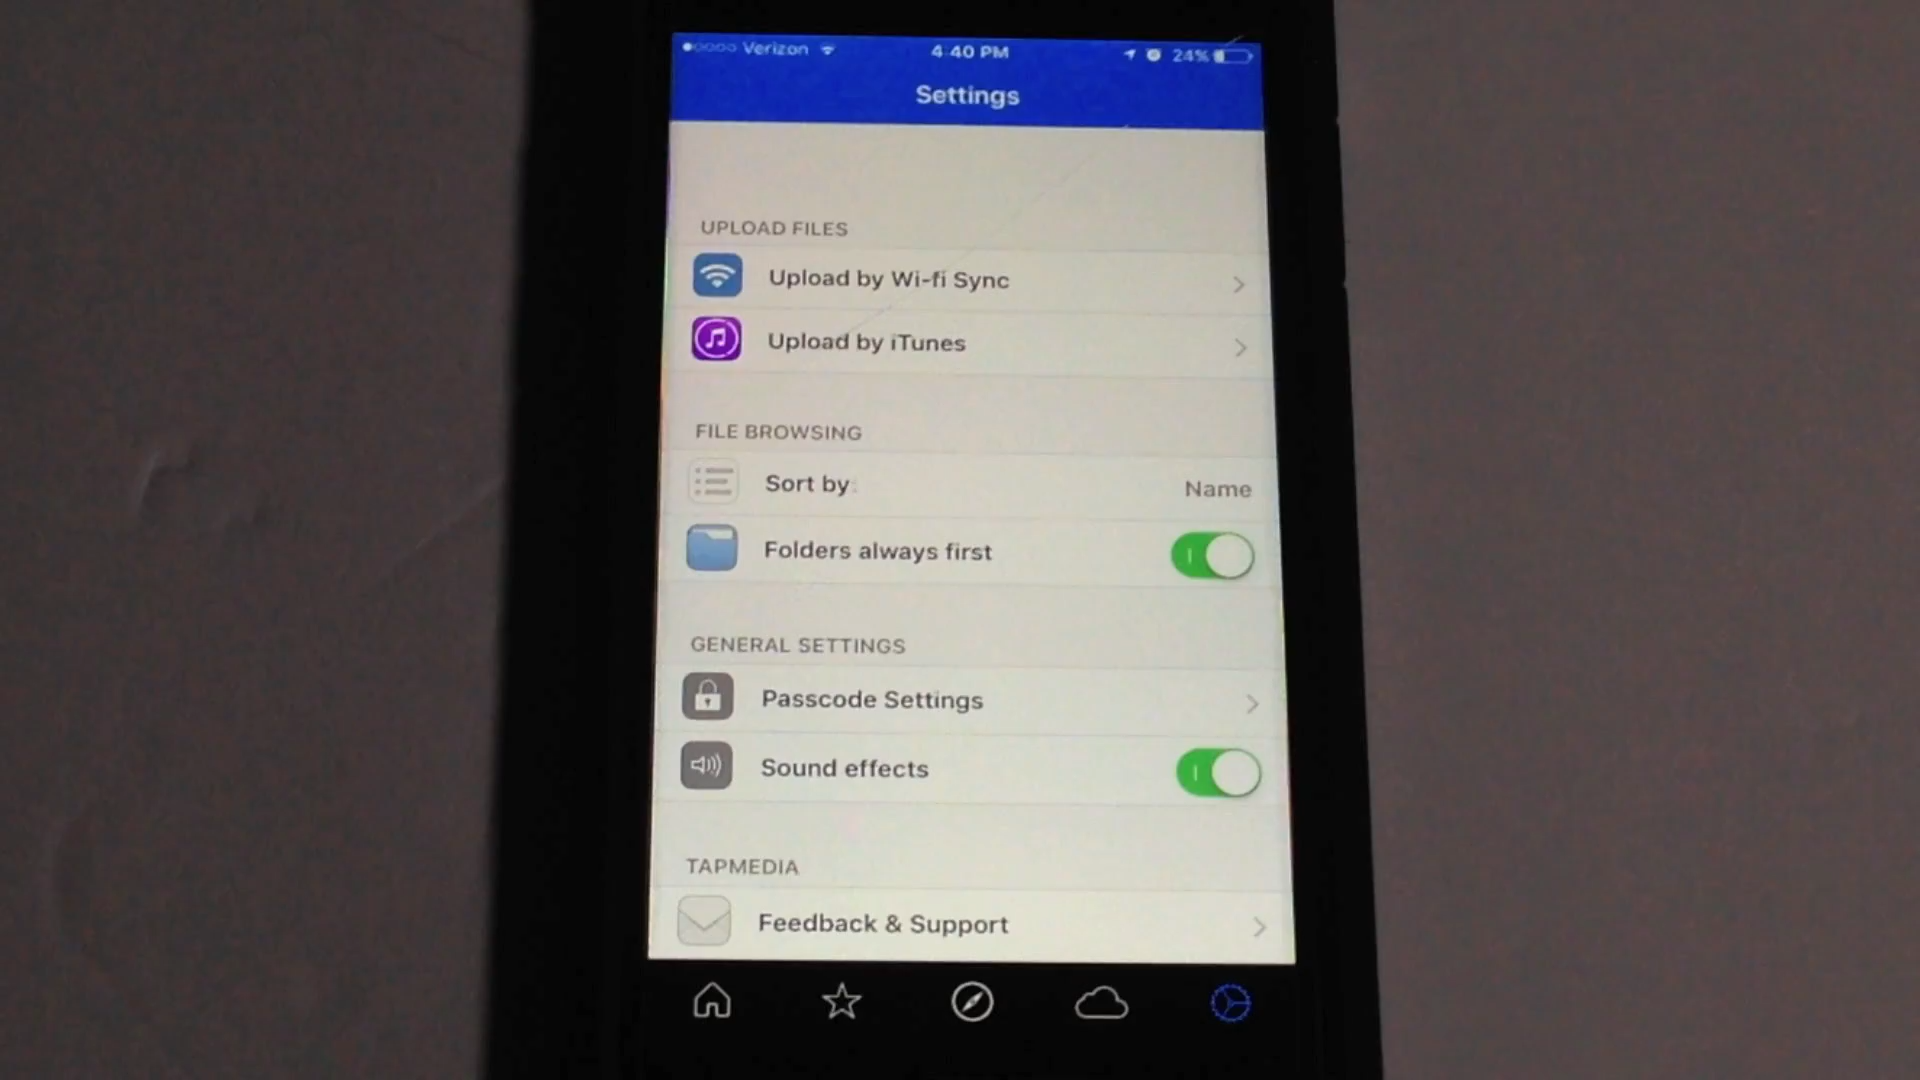 Verizon 4:40 PM 24%
Settings
UPLOAD FILES
Upload by Wi-fi Sync
Upload by iTunes
FILE BROWSING
Sort by: Name
Folders always first
GENERAL SETTINGS
Passcode Settings
Sound effects
TAPMEDIA
Feedback & Support